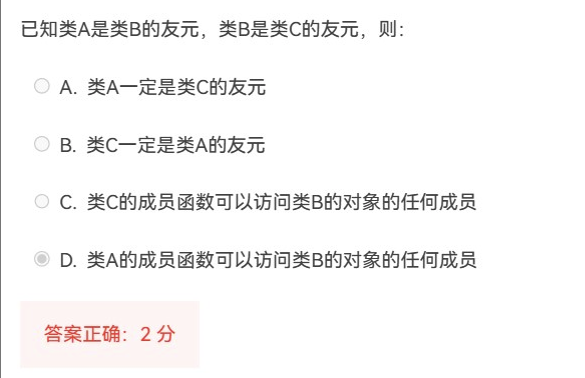 已知类A是类B的友元，类B是类C的友元，则：
A. 类A一定是类C的友元
B. 类C一定是类A的友元
C. 类C的成员函数可以访问类B的对象的任何成员
D. 类A的成员函数可以访问类B的对象的任何成员
答案正确：2 分